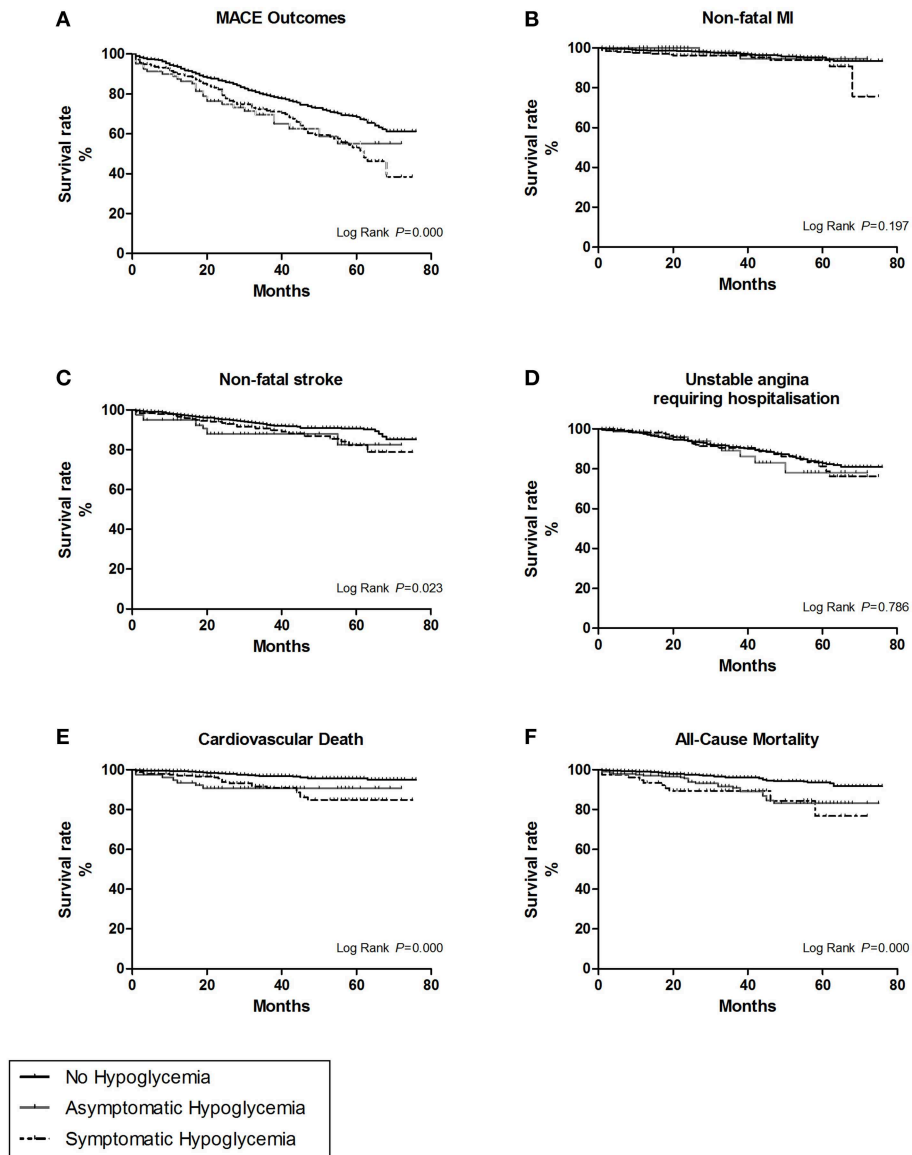 A
MACE Outcomes
100
80
60
40
20
0
Survival rate
%
0 20 40 60 80
Months
Log Rank P=0.000
B
Non-fatal MI
100
80
60
40
20
0
Survival rate
%
0 20 40 60 80
Months
Log Rank P=0.197
C
Non-fatal stroke
100
80
60
40
20
0
Survival rate
%
0 20 40 60 80
Months
Log Rank P=0.023
D
Unstable angina
requiring hospitalisation
100
80
60
40
20
0
Survival rate
%
0 20 40 60 80
Months
Log Rank P=0.786
E
Cardiovascular Death
100
80
60
40
20
0
Survival rate
%
0 20 40 60 80
Months
Log Rank P=0.000
F
All-Cause Mortality
100
80
60
40
20
0
Survival rate
%
0 20 40 60 80
Months
Log Rank P=0.000
No Hypoglycemia
Asymptomatic Hypoglycemia
Symptomatic Hypoglycemia